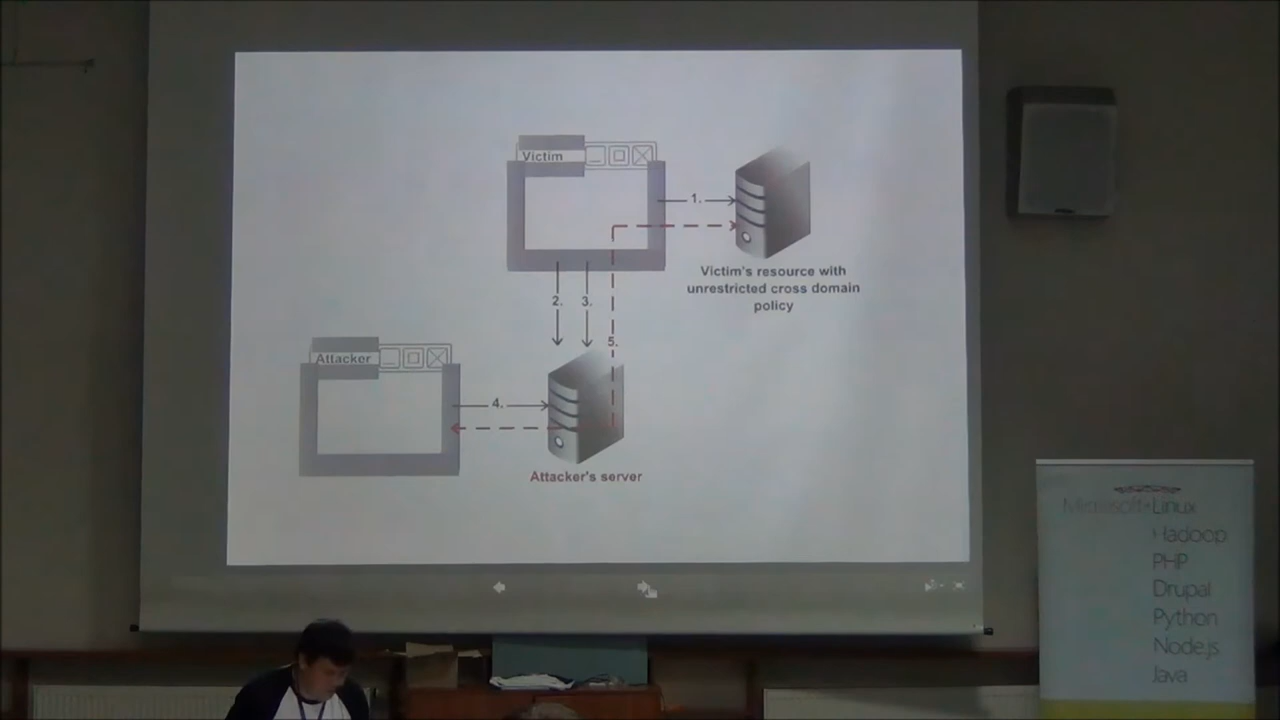 Victim
1.
Victim's resource with
unrestricted cross domain
policy
2. 3.
5.
Attacker
4.
Attacker's server
Microsoft+Linux
Hadoop
PHP
Drupal
Python
Node.js
Java